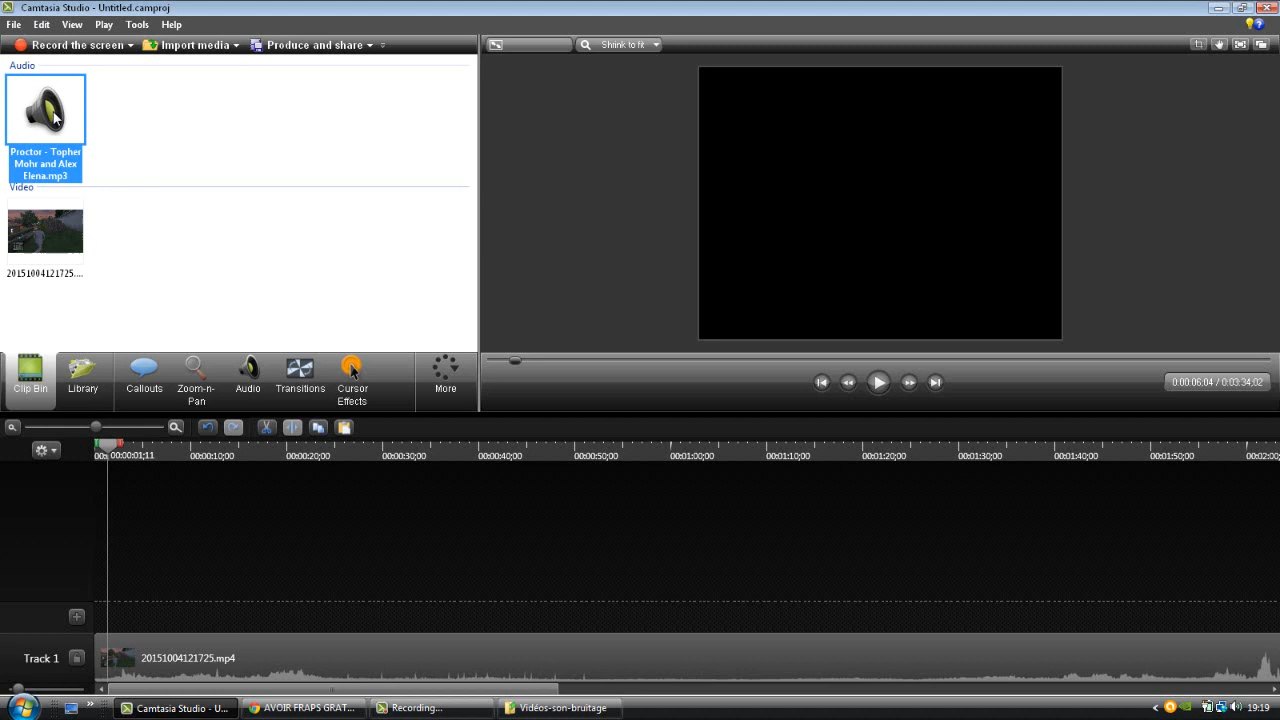 Camtasia Studio - Untitled.camproj
File Edit View Play Tools Help
Record the screen Import media Produce and share
Shrink to fit
Audio
Proctor - Topher
Mohr and Alex
Elena.mp3
Video
20151004121725....
Clip Bin
Library
Callouts
Zoom-n-
Pan
Audio
Transitions
Cursor
Effects
More
0:00:06:04 / 0:03:34:02
00:00:01;11 00:00:10;00 00:00:20;00 00:00:30;00 00:00:40;00 00:00:50;00 00:01:00;00 00:01:10;00 00:01:20;00 00:01:30;00 00:01:40;00 00:01:50;00 00:02:00;
Track 1
20151004121725.mp4
Camtasia Studio - U...
AVOIR FRAPS GRAT...
Recording...
Vidéos-son-bruitage
19:19